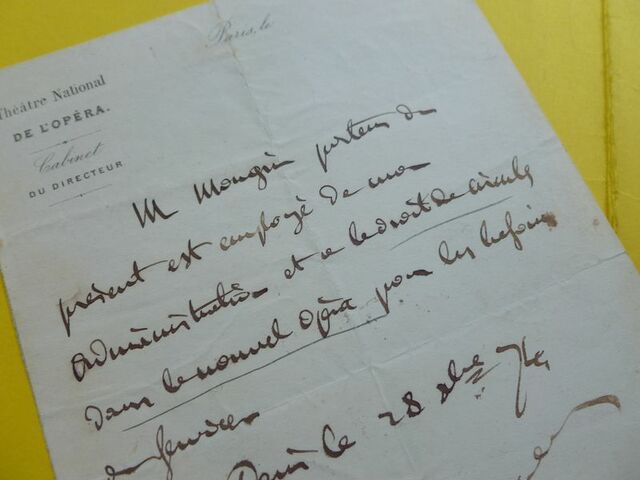 Théâtre National
DE L'OPÉRA.
Cabinet
DU DIRECTEUR
Paris, le
M Mongin porteur du
présent est employé de mon
administration et a le droit de circuler
dans le nouvel opéra pour les besoins
du service
Paris le 28 xbre 74